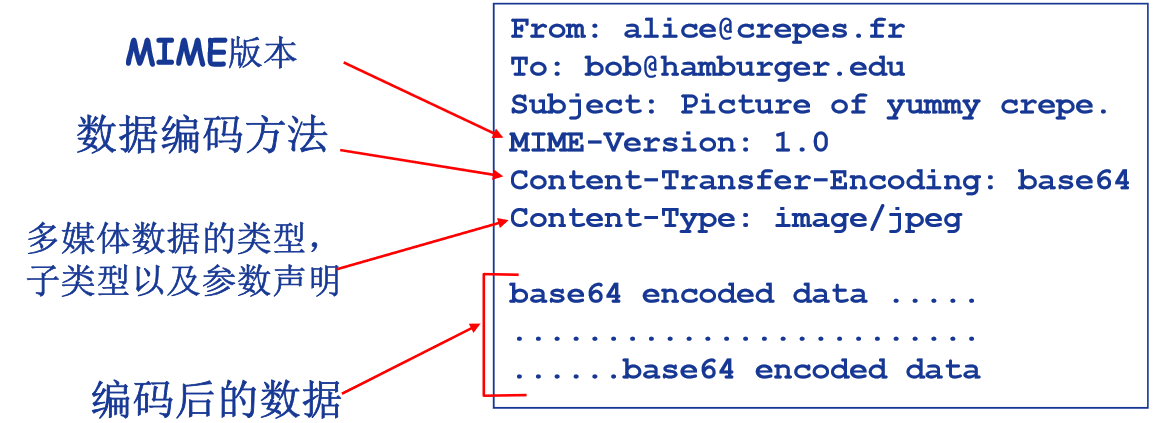 MIME版本
数据编码方法
多媒体数据的类型，
子类型以及参数声明
编码后的数据
From: alice@crepes.fr
To: bob@hamburger.edu
Subject: Picture of yummy crepe.
MIME-Version: 1.0
Content-Transfer-Encoding: base64
Content-Type: image/jpeg
base64 encoded data .....
.........................
......base64 encoded data